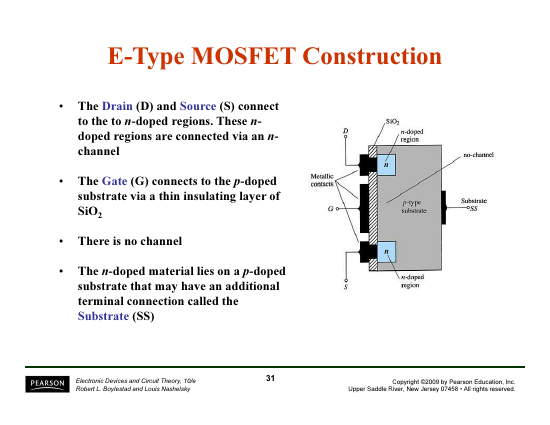 E-Type MOSFET Construction
• The Drain (D) and Source (S) connect
to the to n-doped regions. These n-
doped regions are connected via an n-
channel
• The Gate (G) connects to the p-doped
substrate via a thin insulating layer of
SiO2
• There is no channel
• The n-doped material lies on a p-doped
substrate that may have an additional
terminal connection called the
Substrate (SS)
SiO2
D
n-doped
region
n
no-channel
Metallic
contacts
G
p-type
substrate
Substrate
SS
n
S
n-doped
region
PEARSON
Electronic Devices and Circuit Theory, 10/e
Robert L. Boylestad and Louis Nashelsky
31
Copyright ©2009 by Pearson Education, Inc.
Upper Saddle River, New Jersey 07458 • All rights reserved.